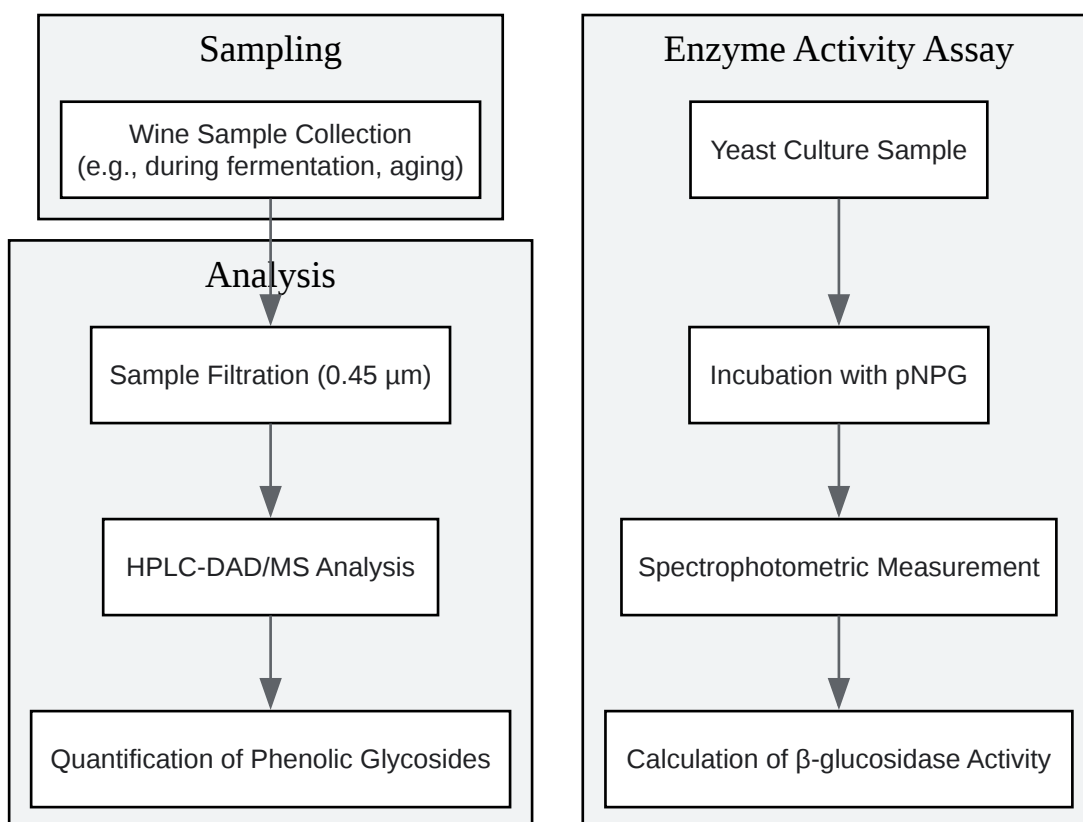 Sampling
Wine Sample Collection
(e.g., during fermentation, aging)
Analysis
Sample Filtration (0.45 µm)
HPLC-DAD/MS Analysis
Quantification of Phenolic Glycosides
Enzyme Activity Assay
Yeast Culture Sample
Incubation with pNPG
Spectrophotometric Measurement
Calculation of β-glucosidase Activity